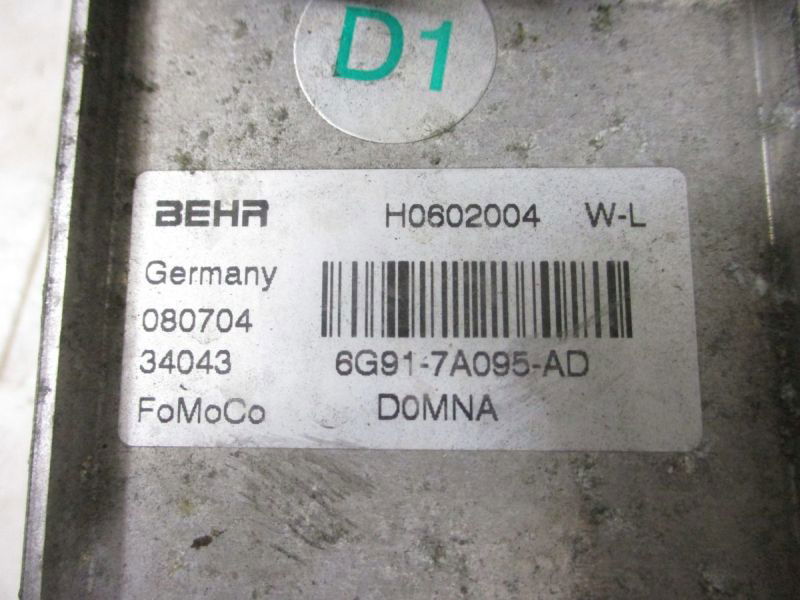 D1
BEHR H0602004 W-L
Germany
080704
34043 6G91-7A095-AD
FoMoCo D0MNA